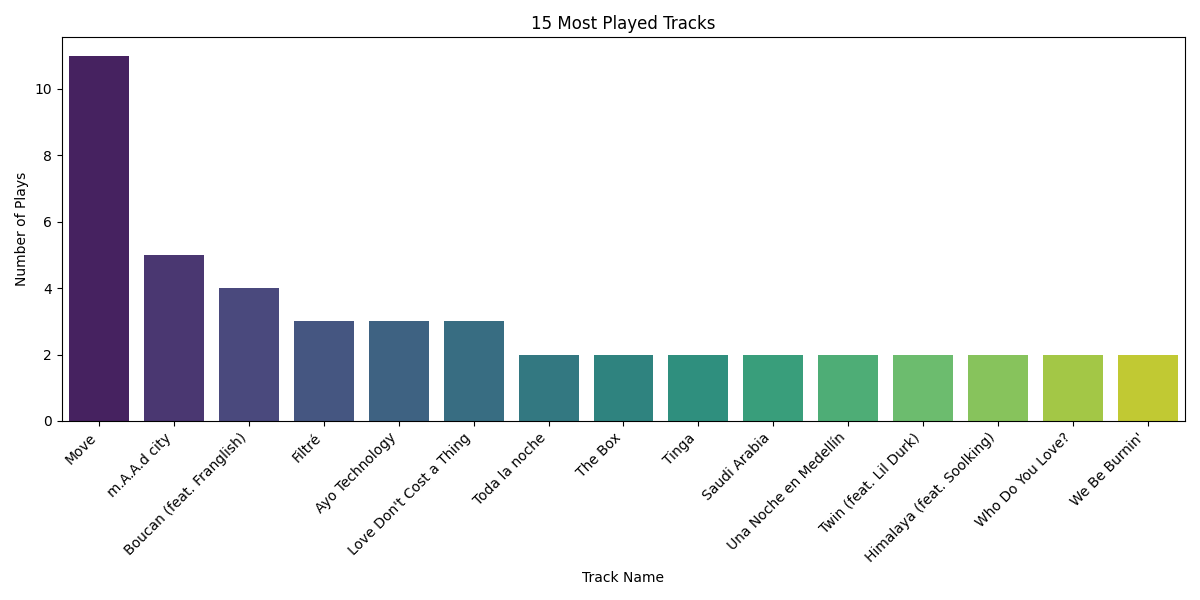 15 Most Played Tracks
Number of Plays
10
8
6
4
2
0
Move
m.A.A.d city
Boucan (feat. Franglish)
Filtré
Ayo Technology
Love Don't Cost a Thing
Toda la noche
The Box
Tinga
Saudi Arabia
Una Noche en Medellín
Twin (feat. Lil Durk)
Himalaya (feat. Soolking)
Who Do You Love?
We Be Burnin'
Track Name